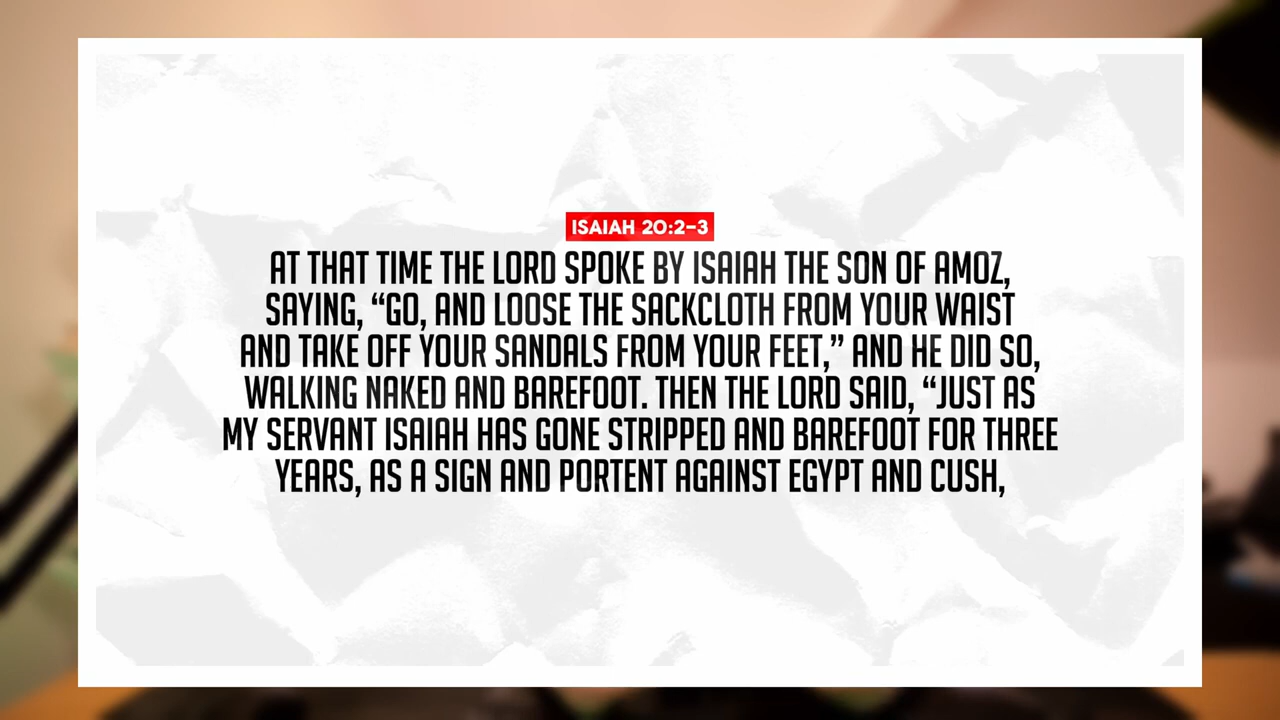 ISAIAH 20:2-3
AT THAT TIME THE LORD SPOKE BY ISAIAH THE SON OF AMOZ,
SAYING, “GO, AND LOOSE THE SACKCLOTH FROM YOUR WAIST
AND TAKE OFF YOUR SANDALS FROM YOUR FEET,” AND HE DID SO,
WALKING NAKED AND BAREFOOT. THEN THE LORD SAID, “JUST AS
MY SERVANT ISAIAH HAS GONE STRIPPED AND BAREFOOT FOR THREE
YEARS, AS A SIGN AND PORTENT AGAINST EGYPT AND CUSH,